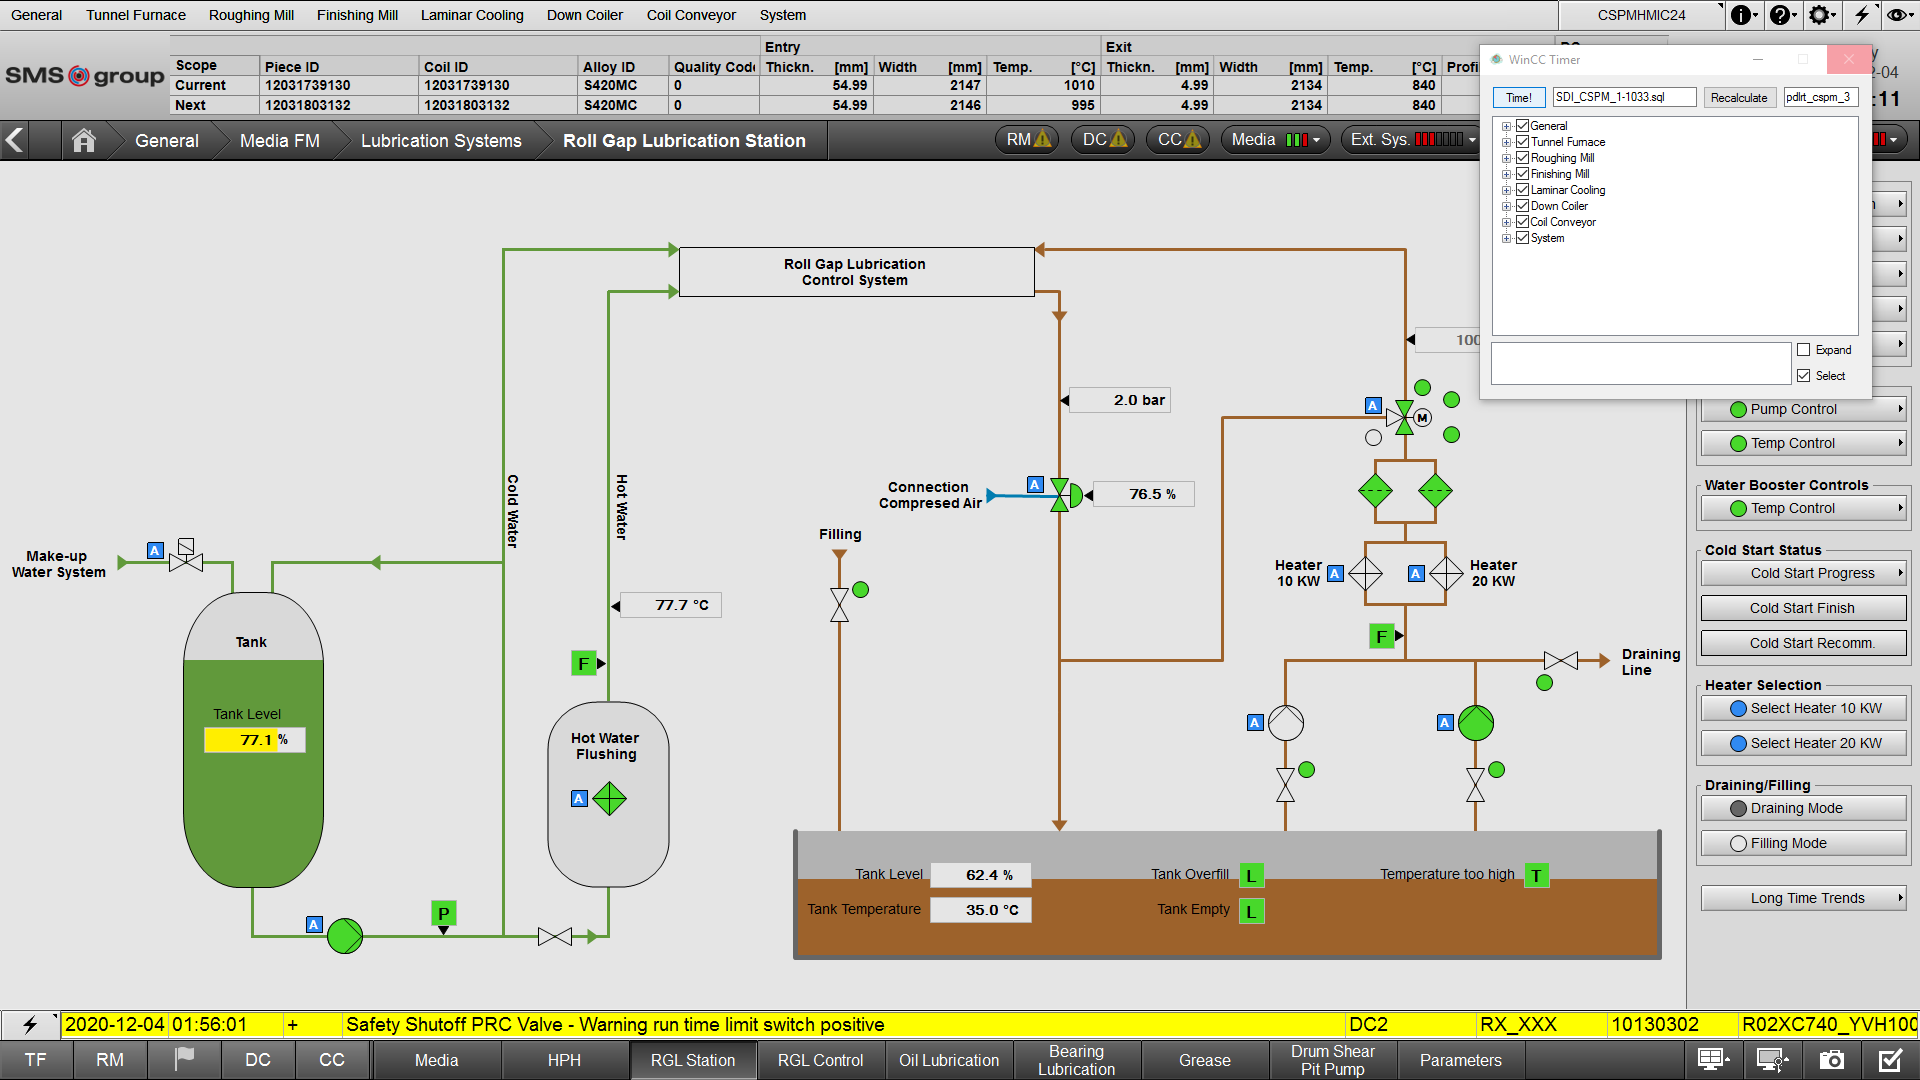 General Tunnel Furnace Roughing Mill Finishing Mill Laminar Cooling Down Coiler Coil Conveyor System CSPMHMIC24
SMS group
Entry Exit
Scope Piece ID Coil ID Alloy ID Quality Code Thickn. [mm] Width [mm] Temp. [°C] Thickn. [mm] Width [mm] Temp. [°C] Profi
Current 12031739130 12031739130 S420MC 0 54.99 2147 1010 4.99 2134 840
Next 12031803132 12031803132 S420MC 0 54.99 2146 995 4.99 2134 840
-04
:11
General Media FM Lubrication Systems Roll Gap Lubrication Station RM DC CC Media Ext. Sys.
WinCC Timer
Time! SDI_CSPM_1-1033.sql Recalculate pdlrt_cspm_3
General
Tunnel Furnace
Roughing Mill
Finishing Mill
Laminar Cooling
Down Coiler
Coil Conveyor
System
Expand
Select
Roll Gap Lubrication
Control System
100
2.0 bar
A
M
Connection
Compresed Air
A
76.5 %
Cold Water
Hot Water
Filling
Make-up
Water System
A
Heater
10 KW
A
A
Heater
20 KW
77.7 °C
F
F
Draining
Line
Tank
Tank Level
77.1 %
Hot Water
Flushing
A
A
A
P
A
Tank Level 62.4 %
Tank Temperature 35.0 °C
Tank Overfill L
Tank Empty L
Temperature too high T
Pump Control
Temp Control
Water Booster Controls
Temp Control
Cold Start Status
Cold Start Progress
Cold Start Finish
Cold Start Recomm.
Heater Selection
Select Heater 10 KW
Select Heater 20 KW
Draining/Filling
Draining Mode
Filling Mode
Long Time Trends
2020-12-04 01:56:01 + Safety Shutoff PRC Valve - Warning run time limit switch positive DC2 RX_XXX 10130302 R02XC740_YVH100
TF RM DC CC Media HPH RGL Station RGL Control Oil Lubrication Bearing Lubrication Grease Drum Shear Pit Pump Parameters